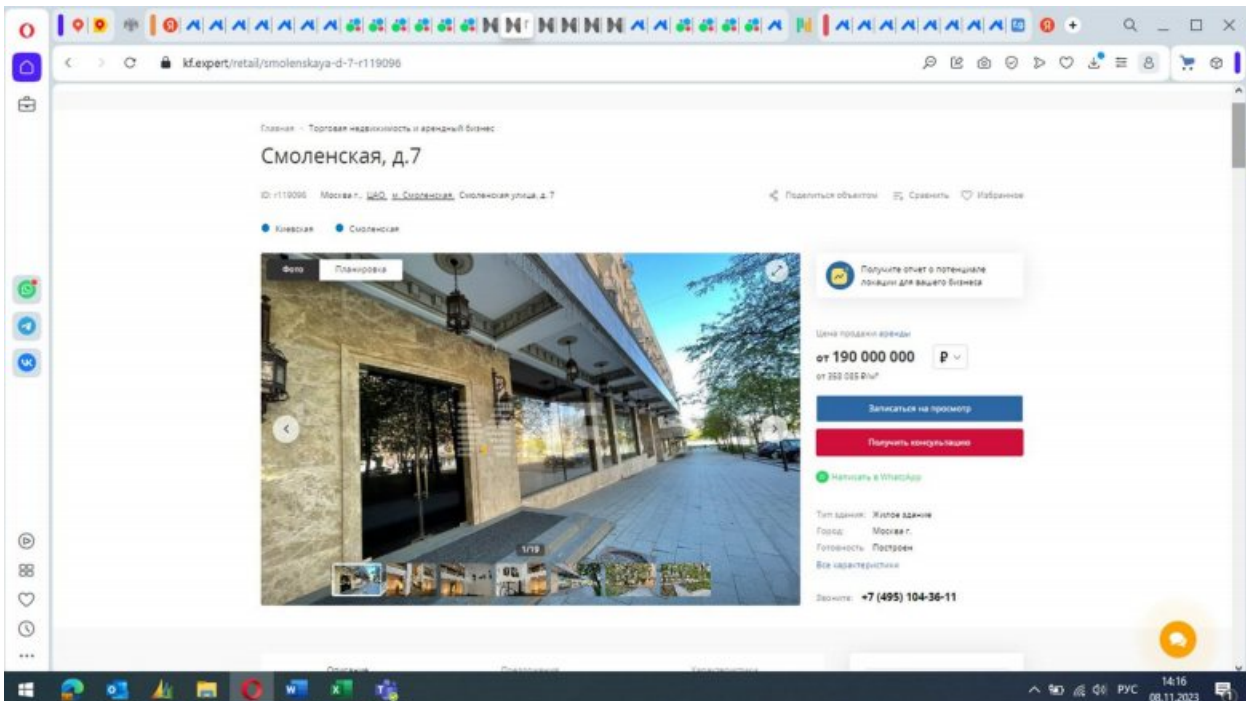 kf.expert/retail/smolenskaya-d-7-r119096
Главная - Торговая недвижимость и арендный бизнес
Смоленская, д.7
ID: r119096 Москва г., ЦАО, м. Смоленская, Смоленская улица, д. 7
Поделиться объектом Сравнить Избранное
Киевская Смоленская
Фото Планировка
Получите отчет о потенциале
локации для вашего бизнеса
Цена продажи аренды
от 190 000 000 ₽
Записаться на просмотр
Получить консультацию
Написать в WhatsApp
Тип здания: Жилое здание
Город: Москва г.
Готовность: Построен
Все характеристики
1/19
Звоните: +7 (495) 104-36-11
Описание Предложения Характеристики
РУС
14:16
08.11.2023